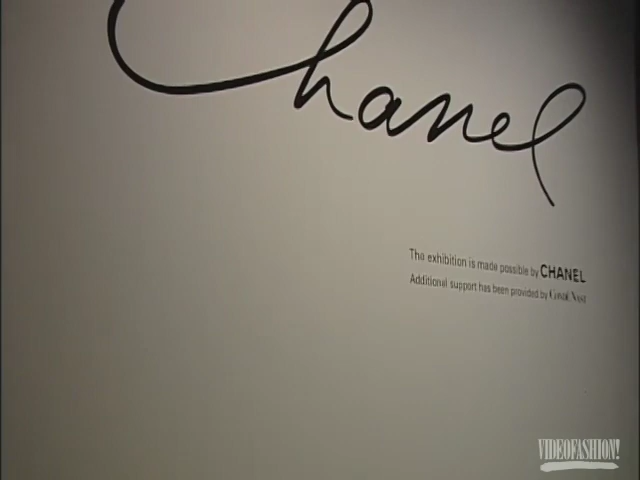 Chanel
The exhibition is made possible by CHANEL
Additional support has been provided by CONDÉ NAST
VIDEOFASHION!